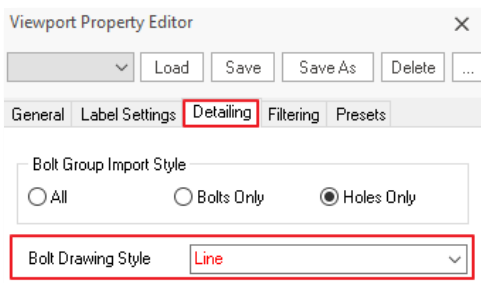 Viewport Property Editor
Load Save Save As Delete ...
General Label Settings Detailing Filtering Presets
Bolt Group Import Style
All Bolts Only Holes Only
Bolt Drawing Style Line